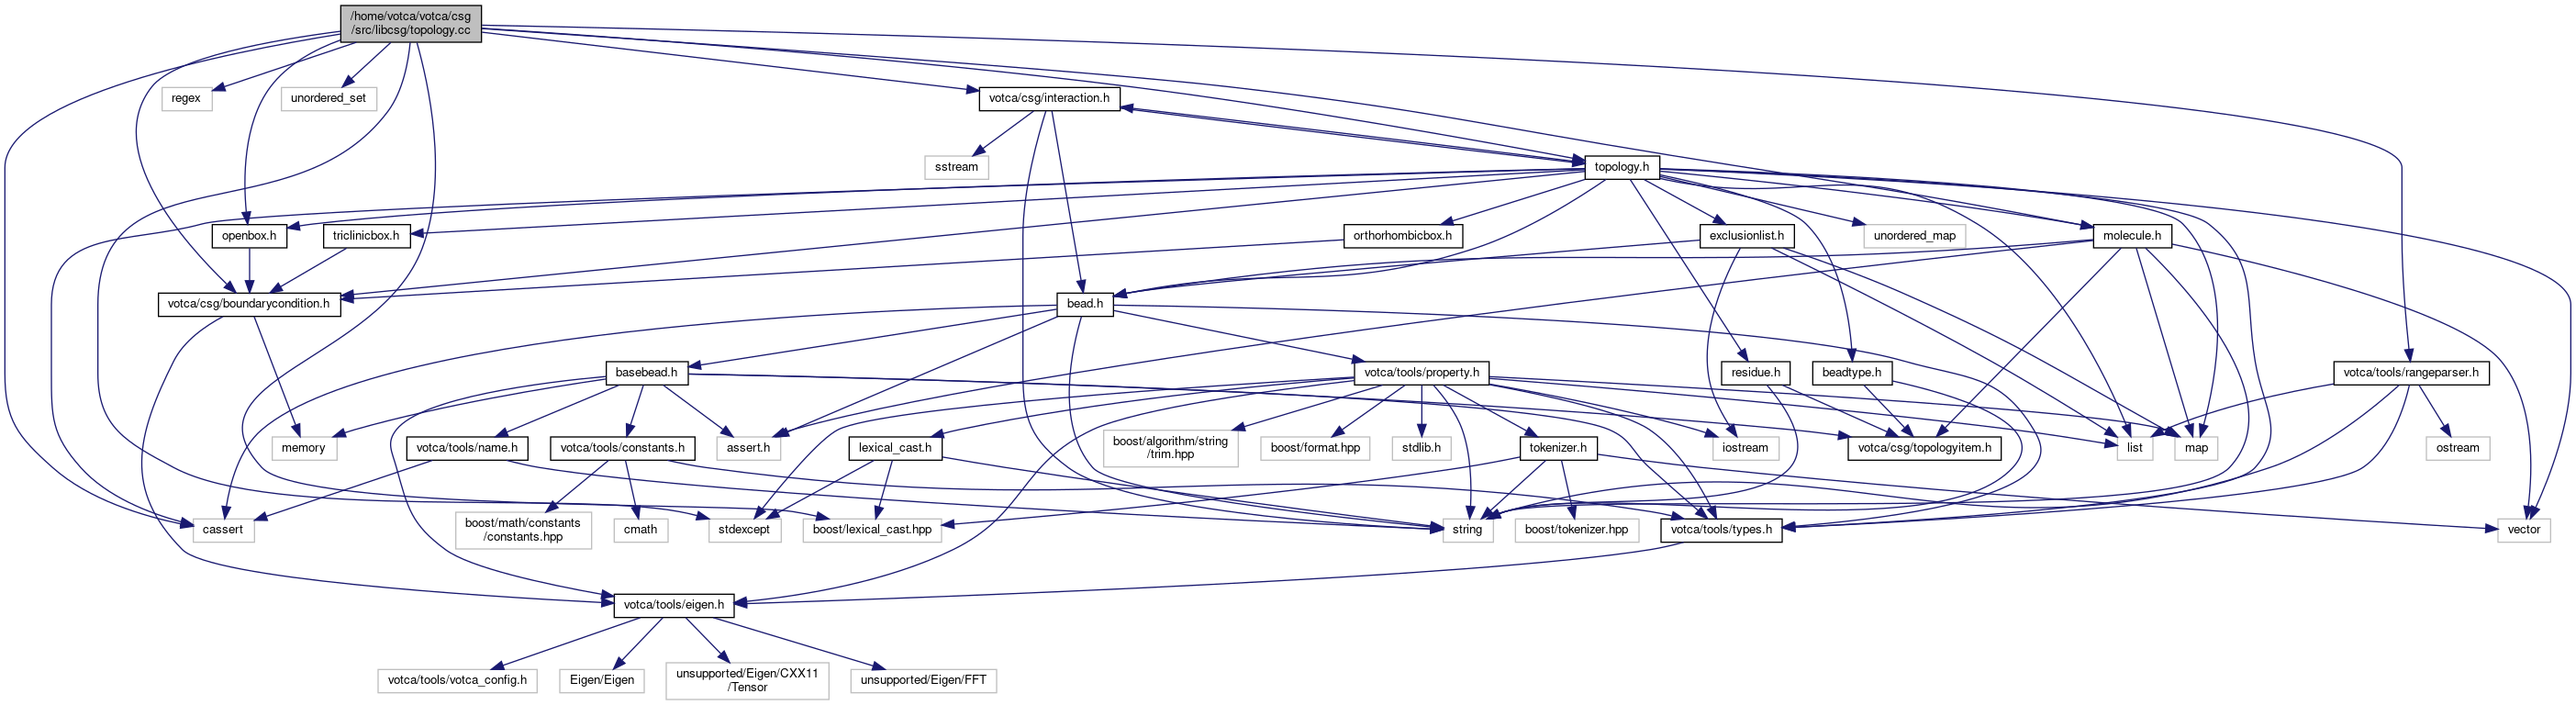 /home/votca/votca/csg
/src/libcsg/topology.cc
regex
unordered_set
votca/csg/interaction.h
sstream
topology.h
openbox.h
triclinicbox.h
orthorhombicbox.h
exclusionlist.h
unordered_map
molecule.h
votca/csg/boundarycondition.h
bead.h
basebead.h
votca/tools/property.h
residue.h
beadtype.h
votca/tools/rangeparser.h
memory
votca/tools/name.h
votca/tools/constants.h
assert.h
lexical_cast.h
boost/algorithm/string
/trim.hpp
boost/format.hpp
stdlib.h
tokenizer.h
iostream
votca/csg/topologyitem.h
list
map
ostream
cassert
boost/math/constants
/constants.hpp
cmath
stdexcept
boost/lexical_cast.hpp
string
boost/tokenizer.hpp
votca/tools/types.h
vector
votca/tools/eigen.h
votca/tools/votca_config.h
Eigen/Eigen
unsupported/Eigen/CXX11
/Tensor
unsupported/Eigen/FFT